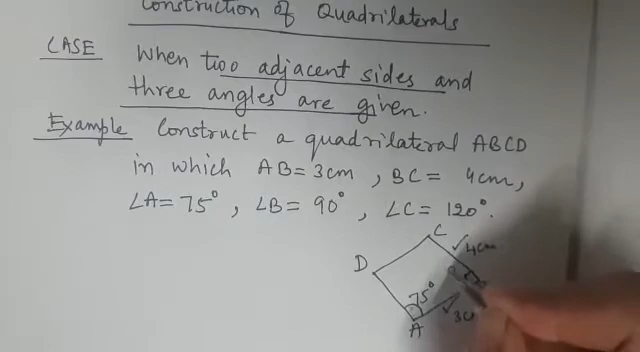 Construction of Quadrilaterals
CASE When two adjacent sides and
three angles are given.
Example Construct a quadrilateral ABCD
in which AB = 3cm , BC = 4cm,
∠A = 75° , ∠B = 90° , ∠C = 120°.
C
4cm
D
75°
A